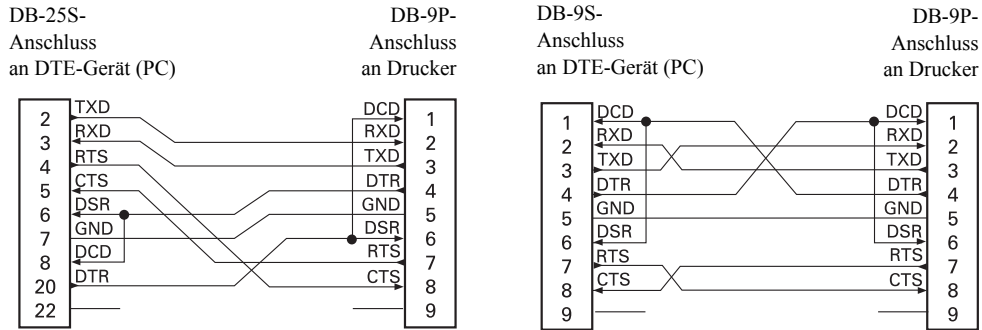 DB-25S-
Anschluss
an DTE-Gerät (PC)
DB-9P-
Anschluss
an Drucker
2 TXD DCD 1
3 RXD RXD 2
4 RTS TXD 3
5 CTS DTR 4
6 DSR GND 5
7 GND DSR 6
8 DCD RTS 7
20 DTR CTS 8
22 9
DB-9S-
Anschluss
an DTE-Gerät (PC)
DB-9P-
Anschluss
an Drucker
1 DCD DCD 1
2 RXD RXD 2
3 TXD TXD 3
4 DTR DTR 4
5 GND GND 5
6 DSR DSR 6
7 RTS RTS 7
8 CTS CTS 8
9 9